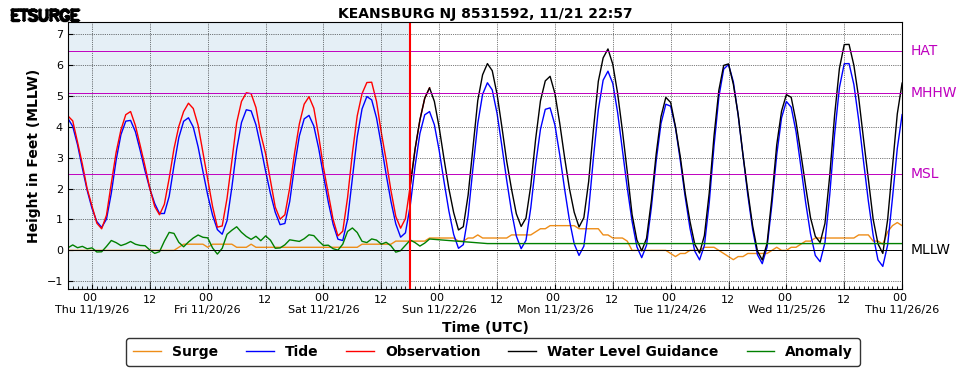 ETSURGE
KEANSBURG NJ 8531592, 11/21 22:57
Height in Feet (MLLW)
7
6
5
4
3
2
1
0
−1
HAT
MHHW
MSL
MLLW
00 12 00 12 00 12 00 12 00 12 00 12 00 12 00
Thu 11/19/26 Fri 11/20/26 Sat 11/21/26 Sun 11/22/26 Mon 11/23/26 Tue 11/24/26 Wed 11/25/26 Thu 11/26/26
Time (UTC)
Surge Tide Observation Water Level Guidance Anomaly